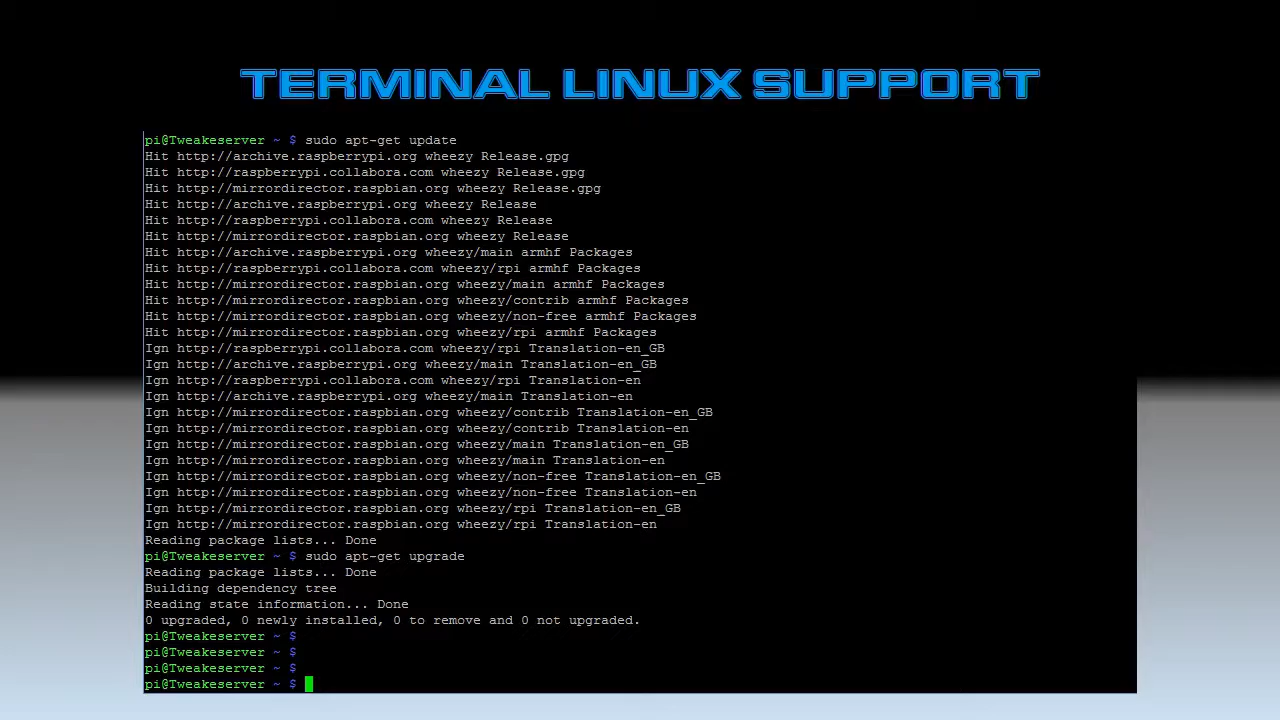 TERMINAL LINUX SUPPORT
pi@Tweakeserver ~ $ sudo apt-get update
Hit http://archive.raspberrypi.org wheezy Release.gpg
Hit http://raspberrypi.collabora.com wheezy Release.gpg
Hit http://mirrordirector.raspbian.org wheezy Release.gpg
Hit http://archive.raspberrypi.org wheezy Release
Hit http://raspberrypi.collabora.com wheezy Release
Hit http://mirrordirector.raspbian.org wheezy Release
Hit http://archive.raspberrypi.org wheezy/main armhf Packages
Hit http://raspberrypi.collabora.com wheezy/rpi armhf Packages
Hit http://mirrordirector.raspbian.org wheezy/main armhf Packages
Hit http://mirrordirector.raspbian.org wheezy/contrib armhf Packages
Hit http://mirrordirector.raspbian.org wheezy/non-free armhf Packages
Hit http://mirrordirector.raspbian.org wheezy/rpi armhf Packages
Ign http://raspberrypi.collabora.com wheezy/rpi Translation-en_GB
Ign http://archive.raspberrypi.org wheezy/main Translation-en_GB
Ign http://raspberrypi.collabora.com wheezy/rpi Translation-en
Ign http://archive.raspberrypi.org wheezy/main Translation-en
Ign http://mirrordirector.raspbian.org wheezy/contrib Translation-en_GB
Ign http://mirrordirector.raspbian.org wheezy/contrib Translation-en
Ign http://mirrordirector.raspbian.org wheezy/main Translation-en_GB
Ign http://mirrordirector.raspbian.org wheezy/main Translation-en
Ign http://mirrordirector.raspbian.org wheezy/non-free Translation-en_GB
Ign http://mirrordirector.raspbian.org wheezy/non-free Translation-en
Ign http://mirrordirector.raspbian.org wheezy/rpi Translation-en_GB
Ign http://mirrordirector.raspbian.org wheezy/rpi Translation-en
Reading package lists... Done
pi@Tweakeserver ~ $ sudo apt-get upgrade
Reading package lists... Done
Building dependency tree
Reading state information... Done
0 upgraded, 0 newly installed, 0 to remove and 0 not upgraded.
pi@Tweakeserver ~ $
pi@Tweakeserver ~ $
pi@Tweakeserver ~ $
pi@Tweakeserver ~ $